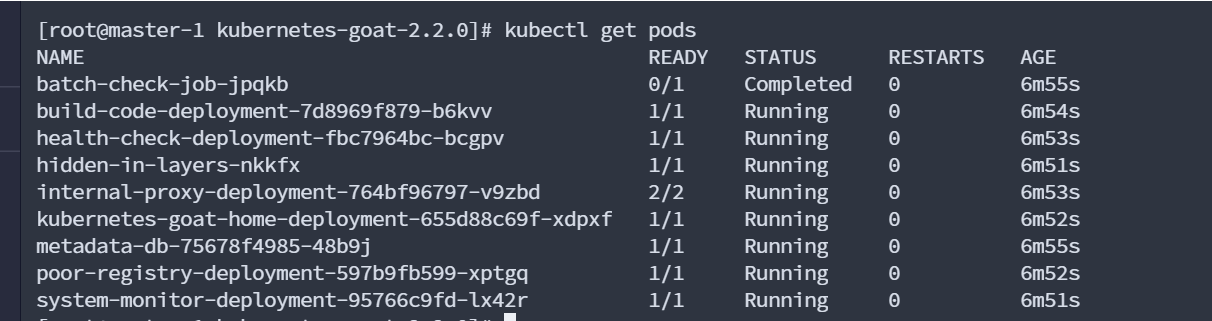 [root@master-1 kubernetes-goat-2.2.0]# kubectl get pods
NAME READY STATUS RESTARTS AGE
batch-check-job-jpqkb 0/1 Completed 0 6m55s
build-code-deployment-7d8969f879-b6kvv 1/1 Running 0 6m54s
health-check-deployment-fbc7964bc-bcgpv 1/1 Running 0 6m53s
hidden-in-layers-nkkfx 1/1 Running 0 6m51s
internal-proxy-deployment-764bf96797-v9zbd 2/2 Running 0 6m53s
kubernetes-goat-home-deployment-655d88c69f-xdpxf 1/1 Running 0 6m52s
metadata-db-75678f4985-48b9j 1/1 Running 0 6m55s
poor-registry-deployment-597b9fb599-xptgq 1/1 Running 0 6m52s
system-monitor-deployment-95766c9fd-lx42r 1/1 Running 0 6m51s